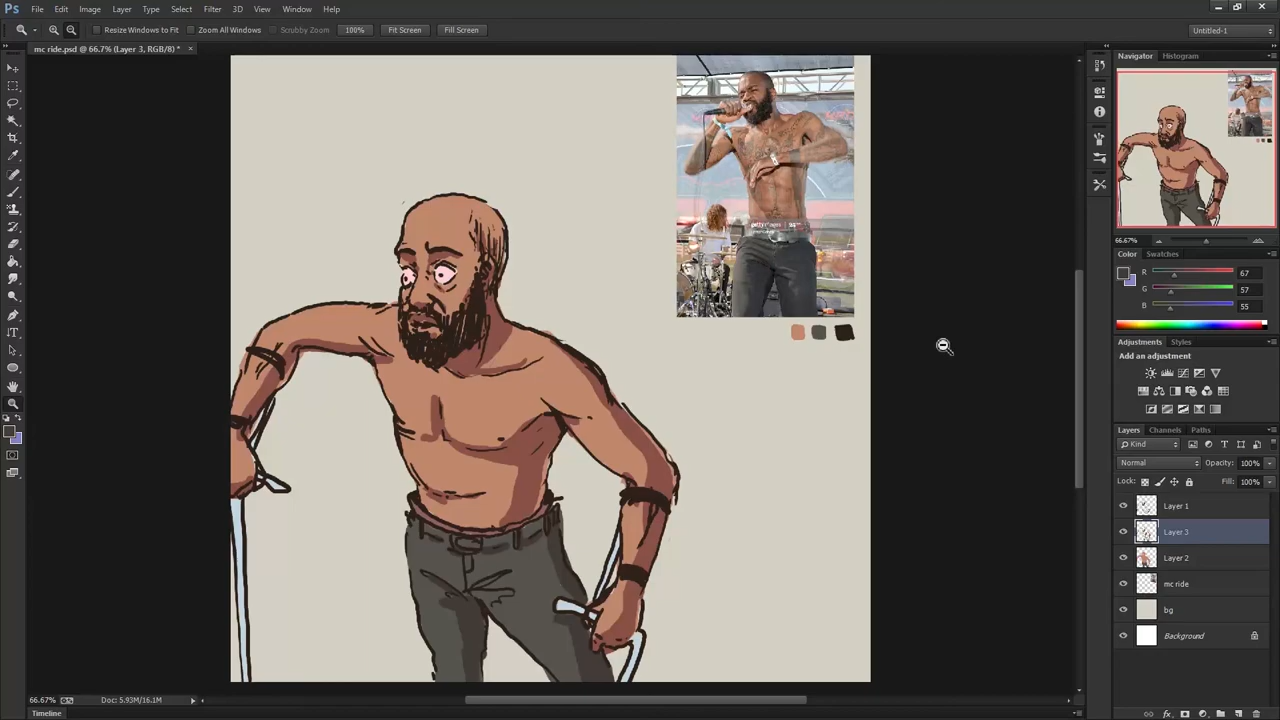 Ps File Edit Image Layer Type Select Filter 3D View Window Help
Resize Windows to Fit Zoom All Windows Scrubby Zoom 100% Fit Screen Fill Screen Untitled-1
mc ride.psd @ 66.7% (Layer 3, RGB/8) *
Navigator Histogram
66.67%
Color Swatches
R 67
G 57
B 55
Adjustments Styles
Add an adjustment
Layers Channels Paths
Kind
Normal Opacity: 100%
Lock: Fill: 100%
Layer 1
Layer 3
Layer 2
mc ride
bg
Background
66.67% Doc: 5.93M/16.1M
Timeline